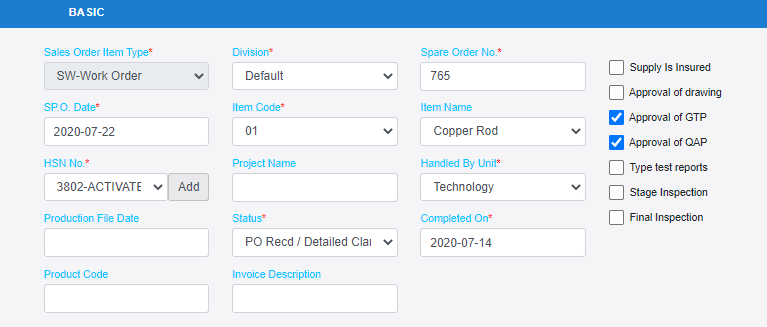 BASIC
Sales Order Item Type* Division* Spare Order No.*
SW-Work Order Default 765
Supply Is Insured
Approval of drawing
SP.O. Date* Item Code* Item Name
2020-07-22 01 Copper Rod
Approval of GTP
Approval of QAP
HSN No.* Project Name Handled By Unit*
3802-ACTIVATE Add Technology
Type test reports
Stage Inspection
Production File Date Status* Completed On*
PO Recd / Detailed Clar 2020-07-14
Final Inspection
Product Code Invoice Description